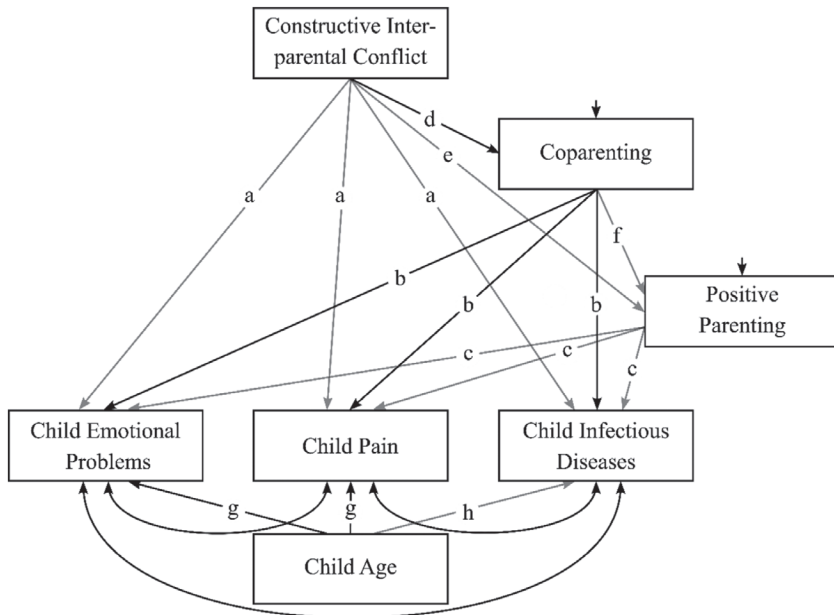 Constructive Inter-
parental Conflict
d
Coparenting
e
a
a
a
f
b
b
b
Positive
Parenting
c
c
c
Child Emotional
Problems
Child Pain
Child Infectious
Diseases
g
g
h
Child Age